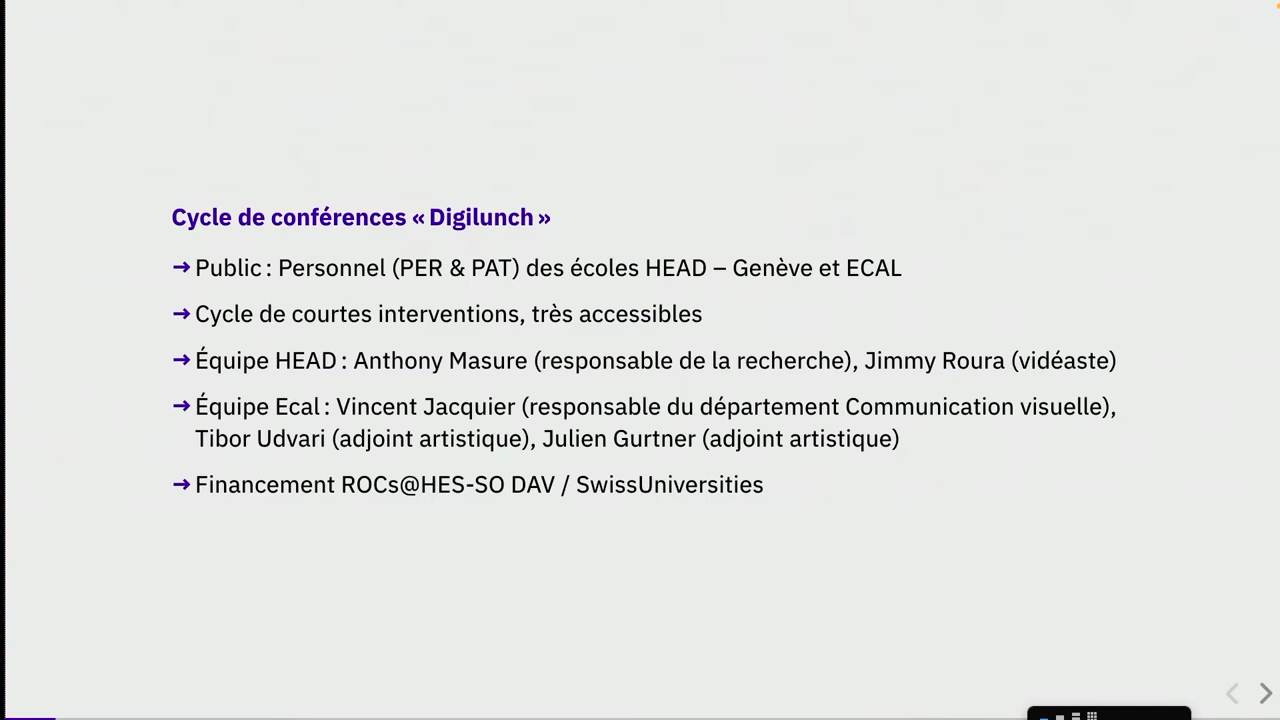 Cycle de conférences « Digilunch »
→ Public : Personnel (PER & PAT) des écoles HEAD – Genève et ECAL
→ Cycle de courtes interventions, très accessibles
→ Équipe HEAD : Anthony Masure (responsable de la recherche), Jimmy Roura (vidéaste)
→ Équipe Ecal : Vincent Jacquier (responsable du département Communication visuelle),
Tibor Udvari (adjoint artistique), Julien Gurtner (adjoint artistique)
→ Financement ROCs@HES-SO DAV / SwissUniversities